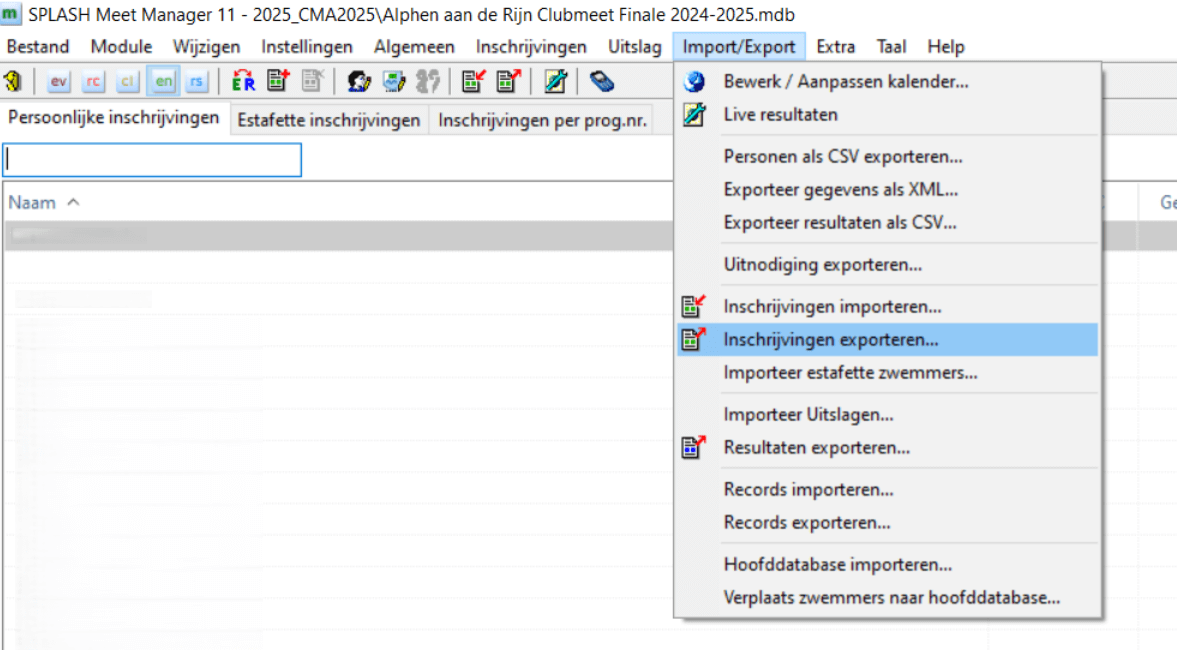 m SPLASH Meet Manager 11 - 2025_CMA2025\Alphen aan de Rijn Clubmeet Finale 2024-2025.mdb
Bestand Module Wijzigen Instellingen Algemeen Inschrijvingen Uitslag Import/Export Extra Taal Help
ev rc cl en rs ER
Persoonlijke inschrijvingen Estafette inschrijvingen Inschrijvingen per prog.nr.
Naam
Bewerk / Aanpassen kalender...
Live resultaten
Personen als CSV exporteren...
Exporteer gegevens als XML...
Exporteer resultaten als CSV...
Uitnodiging exporteren...
Inschrijvingen importeren...
Inschrijvingen exporteren...
Importeer estafette zwemmers...
Importeer Uitslagen...
Resultaten exporteren...
Records importeren...
Records exporteren...
Hoofddatabase importeren...
Verplaats zwemmers naar hoofddatabase...